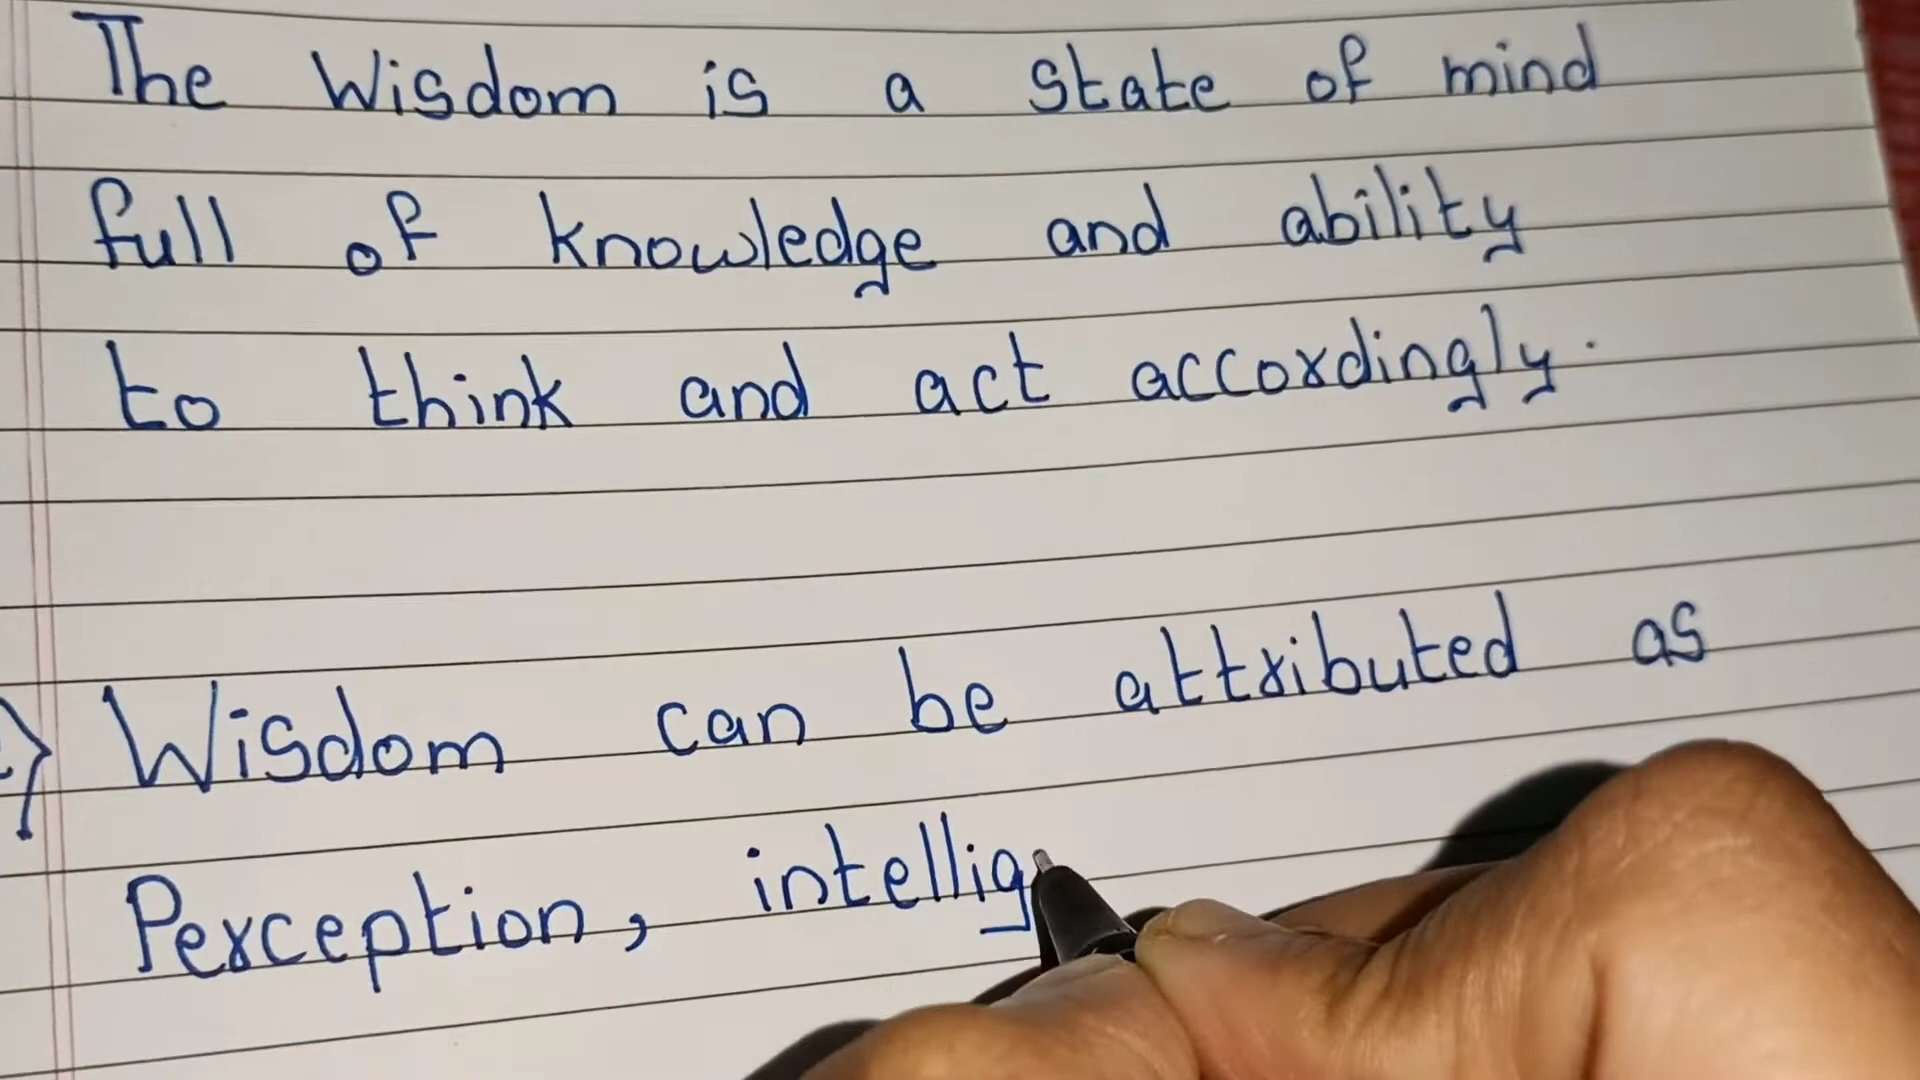 The Wisdom is a state of mind
full of knowledge and ability
to think and act accordingly.
Wisdom can be attributed as
Perception, intellig